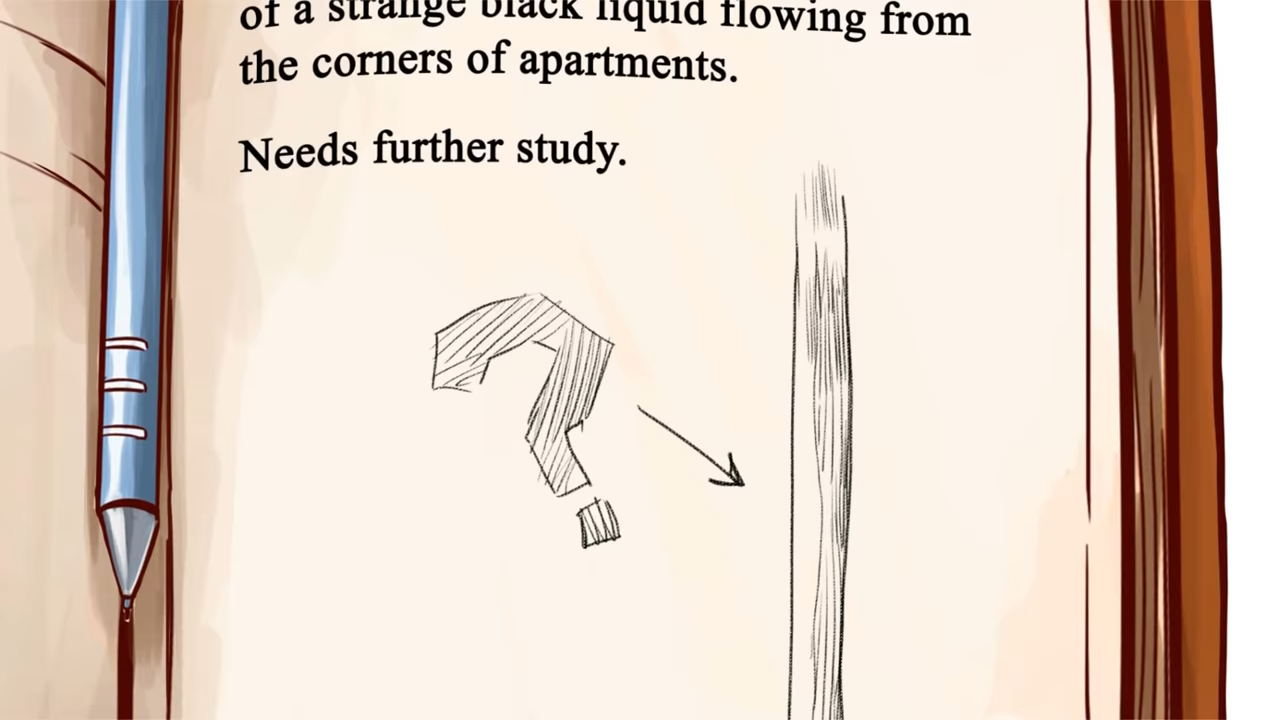 of a strange black liquid flowing from
the corners of apartments.
Needs further study.
?